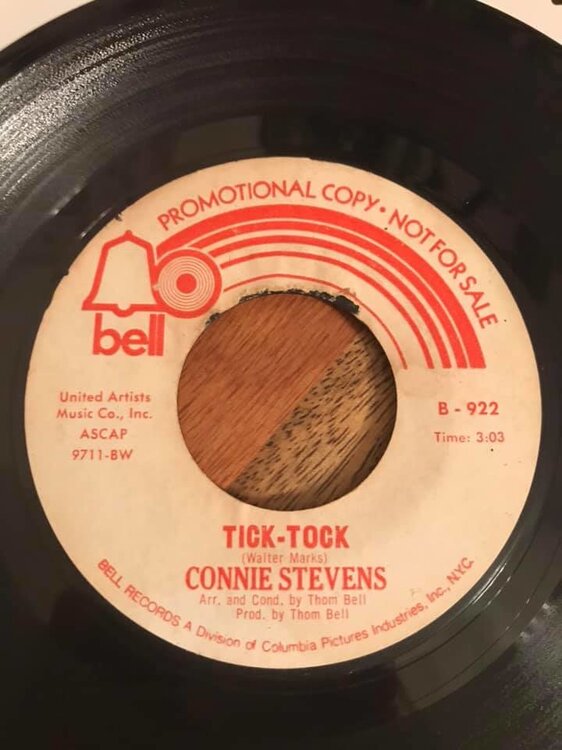 PROMOTIONAL COPY • NOT FOR SALE
bell
United Artists
Music Co., Inc.
ASCAP
9711-BW
B - 922
Time: 3:03
TICK-TOCK
(Walter Marks)
CONNIE STEVENS
Arr. and Cond. by Thom Bell
Prod. by Thom Bell
BELL RECORDS A Division of Columbia Pictures Industries, Inc., N.Y.C.